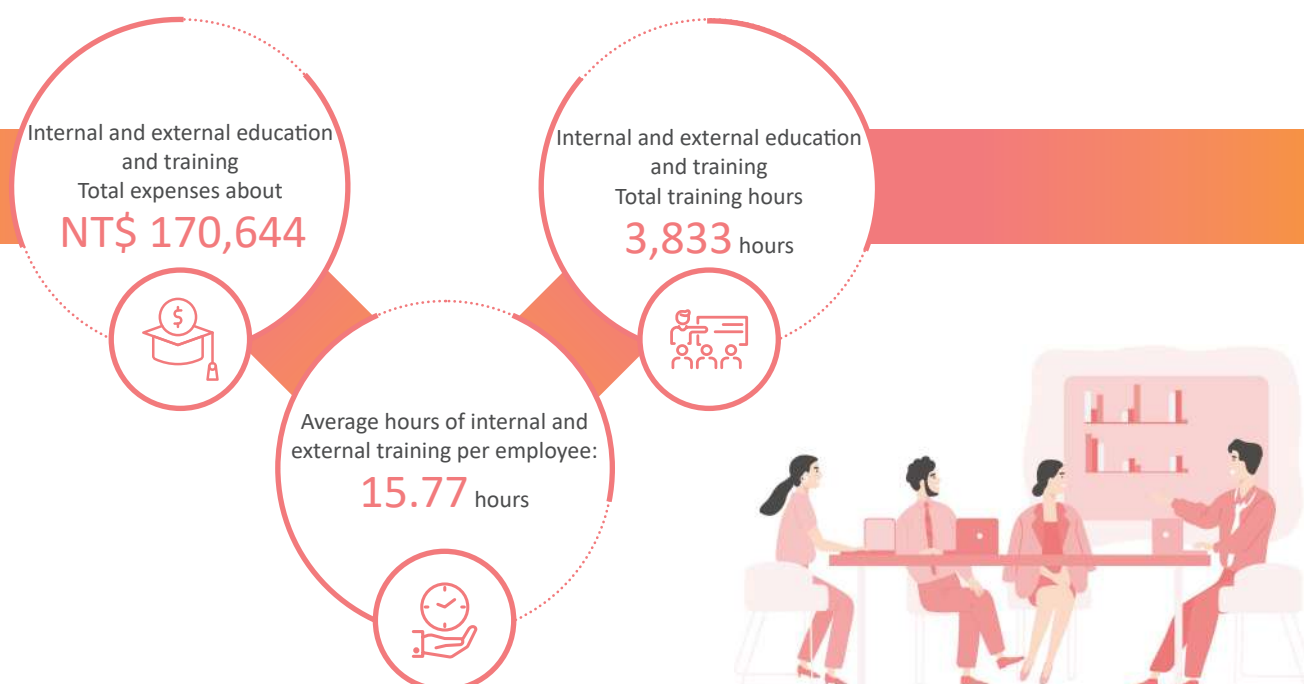 Internal and external education
and training
Total expenses about
NT$ 170,644
$
Internal and external education
and training
Total training hours
3,833 hours
Average hours of internal and
external training per employee:
15.77 hours